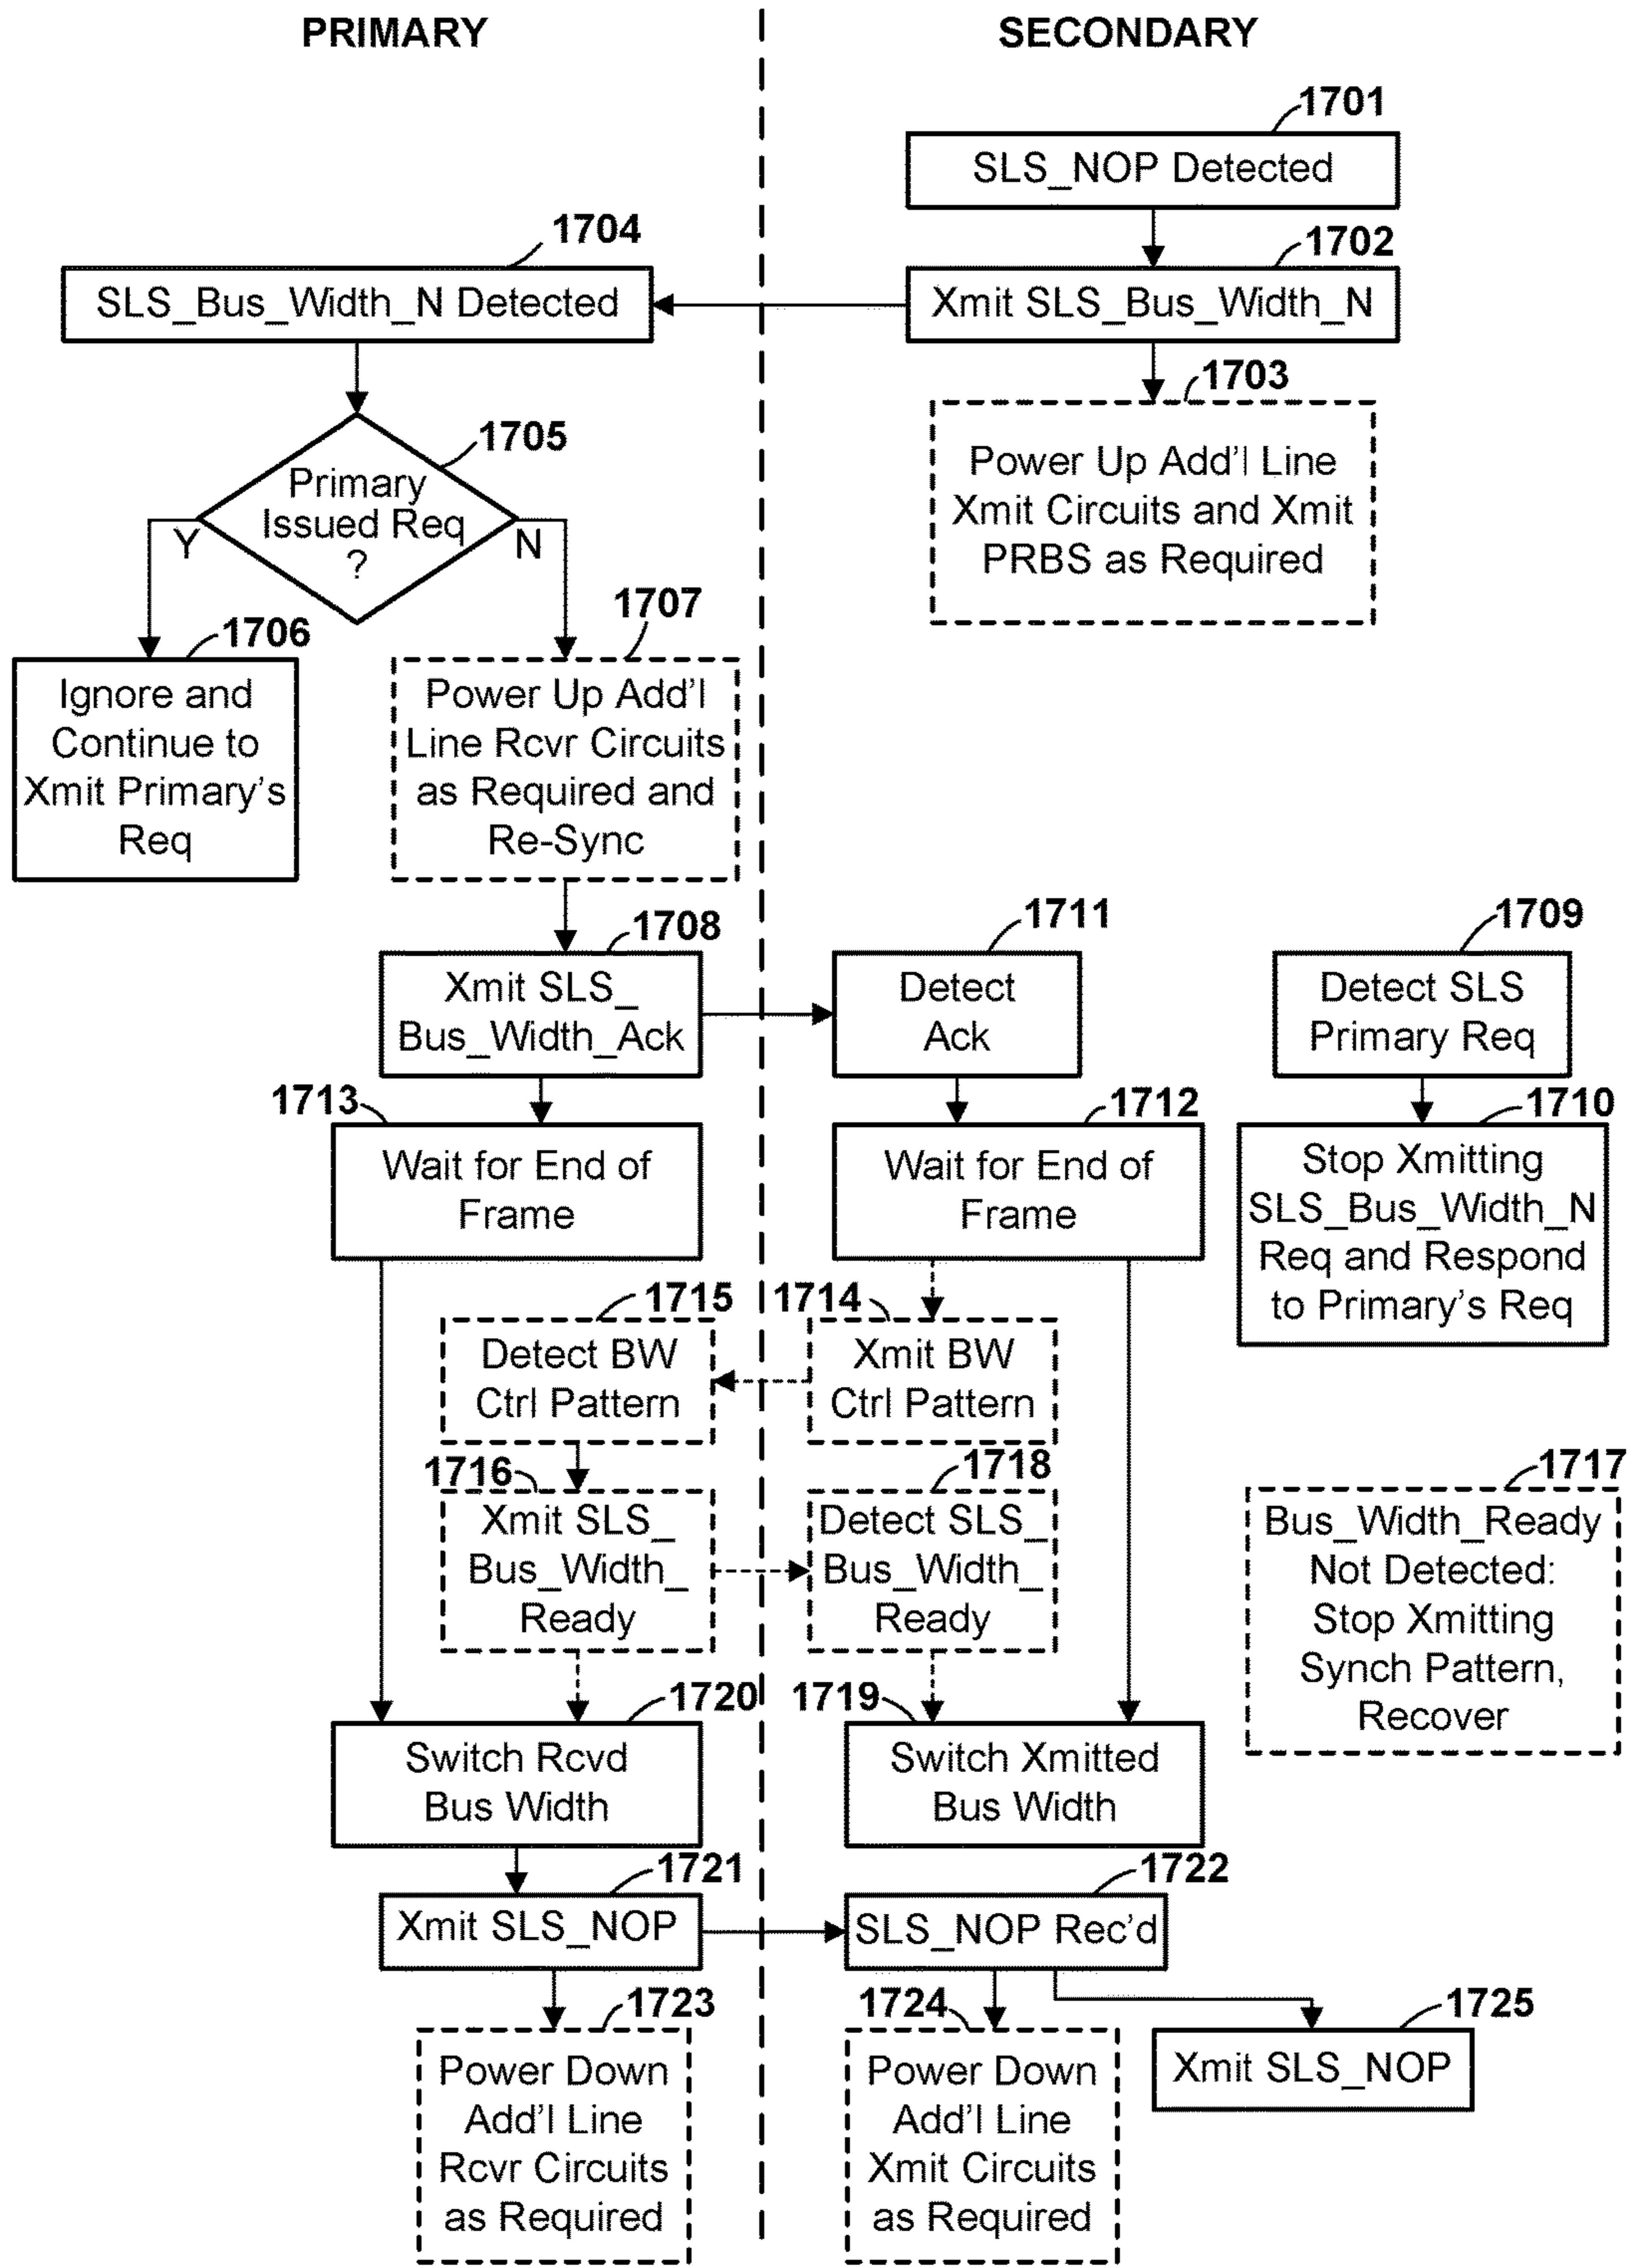 PRIMARY
SECONDARY
1701
SLS_NOP Detected
1704
1702
SLS_Bus_Width_N Detected
Xmit SLS_Bus_Width_N
1703
Power Up Add'l Line
Xmit Circuits and Xmit
PRBS as Required
1705
Primary
Issued Req
?
Y
N
1706
Ignore and
Continue to
Xmit Primary's
Req
1707
Power Up Add'l
Line Rcvr Circuits
as Required and
Re-Sync
1708
Xmit SLS_
Bus_Width_Ack
1711
Detect
Ack
1709
Detect SLS
Primary Req
1713
Wait for End of
Frame
1712
Wait for End of
Frame
1710
Stop Xmitting
SLS_Bus_Width_N
Req and Respond
to Primary's Req
1715
Detect BW
Ctrl Pattern
1714
Xmit BW
Ctrl Pattern
1716
Xmit SLS_
Bus_Width_
Ready
1718
Detect SLS_
Bus_Width_
Ready
1717
Bus_Width_Ready
Not Detected:
Stop Xmitting
Synch Pattern,
Recover
1720
Switch Rcvd
Bus Width
1719
Switch Xmitted
Bus Width
1721
Xmit SLS_NOP
1722
SLS_NOP Rec'd
1723
Power Down
Add'l Line
Rcvr Circuits
as Required
1724
Power Down
Add'l Line
Xmit Circuits
as Required
1725
Xmit SLS_NOP